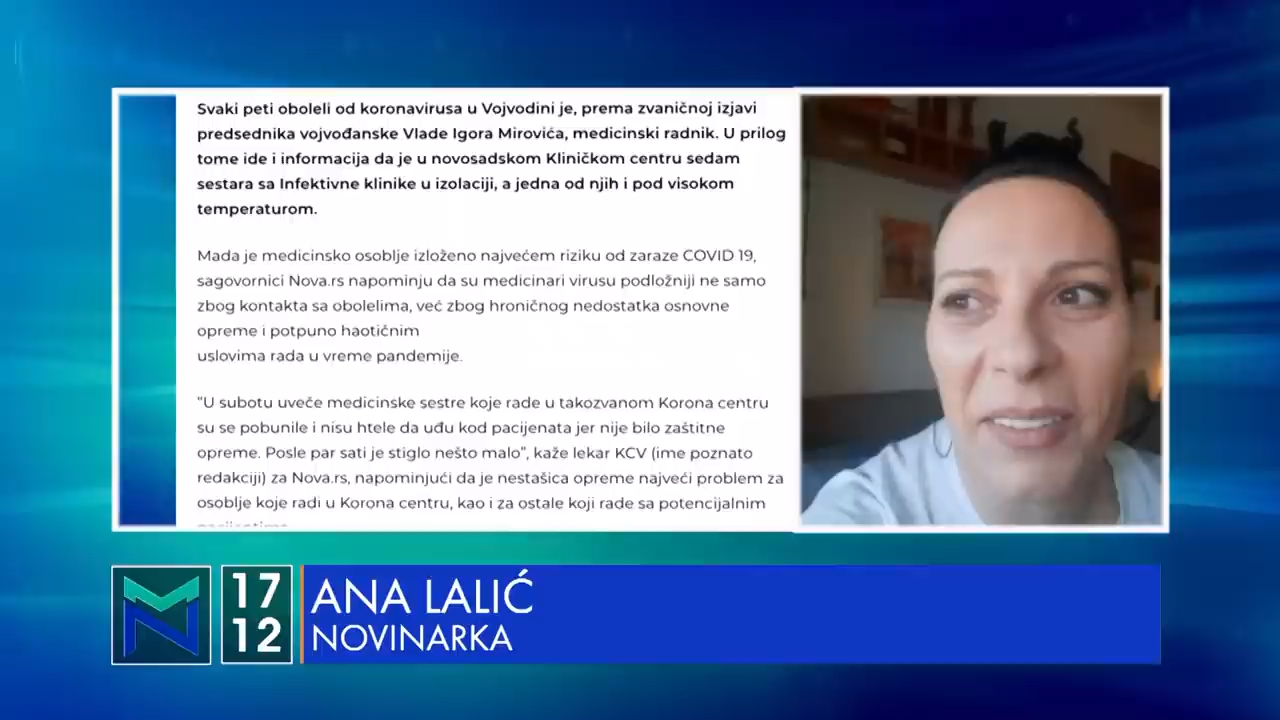 Svaki peti oboleli od koronavirusa u Vojvodini je, prema zvaničnoj izjavi
predsednika vojvođanske Vlade Igora Mirovića, medicinski radnik. U prilog
tome ide i informacija da je u novosadskom Kliničkom centru sedam
sestara sa Infektivne klinike u izolaciji, a jedna od njih i pod visokom
temperaturom.
Mada je medicinsko osoblje izloženo najvećem riziku od zaraze COVID 19,
sagovornici Nova.rs napominju da su medicinari virusu podložniji ne samo
zbog kontakta sa obolelima, već zbog hroničnog nedostatka osnovne
opreme i potpuno haotičnim
uslovima rada u vreme pandemije.
“U subotu uveče medicinske sestre koje rade u takozvanom Korona centru
su se pobunile i nisu htele da uđu kod pacijenata jer nije bilo zaštitne
opreme. Posle par sati je stiglo nešto malo”, kaže lekar KCV (ime poznato
redakciji) za Nova.rs, napominjući da je nestašica opreme najveći problem za
osoblje koje radi u Korona centru, kao i za ostale koji rade sa potencijalnim
17
12
ANA LALIĆ
NOVINARKA